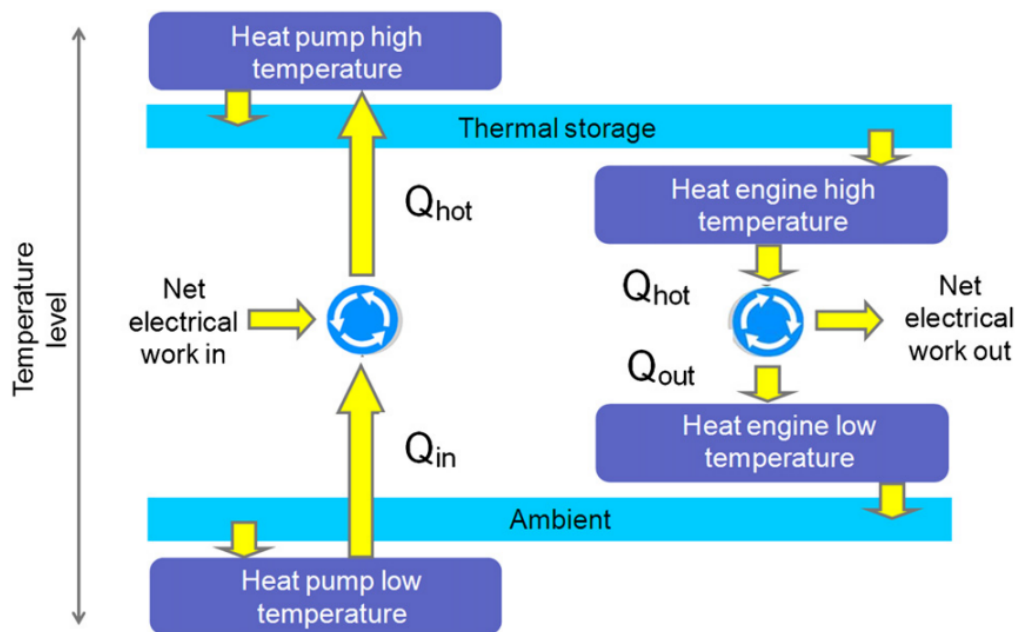 Heat pump high
temperature
Thermal storage
Heat engine high
temperature
Q hot
Temperature
level
Net
electrical
work in
Q hot
Net
electrical
work out
Q out
Heat engine low
temperature
Q in
Ambient
Heat pump low
temperature